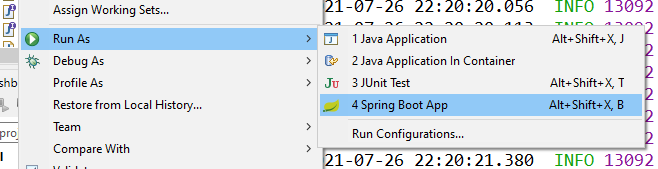 Assign Working Sets...
21-07-26 22:20:20.056 INFO 13092
Run As
1 Java Application Alt+Shift+X, J
Debug As
2 Java Application In Container
Profile As
3 JUnit Test Alt+Shift+X, T
Restore from Local History...
4 Spring Boot App Alt+Shift+X, B
Team
Run Configurations...
Compare With
21-07-26 22:20:21.380 INFO 13092